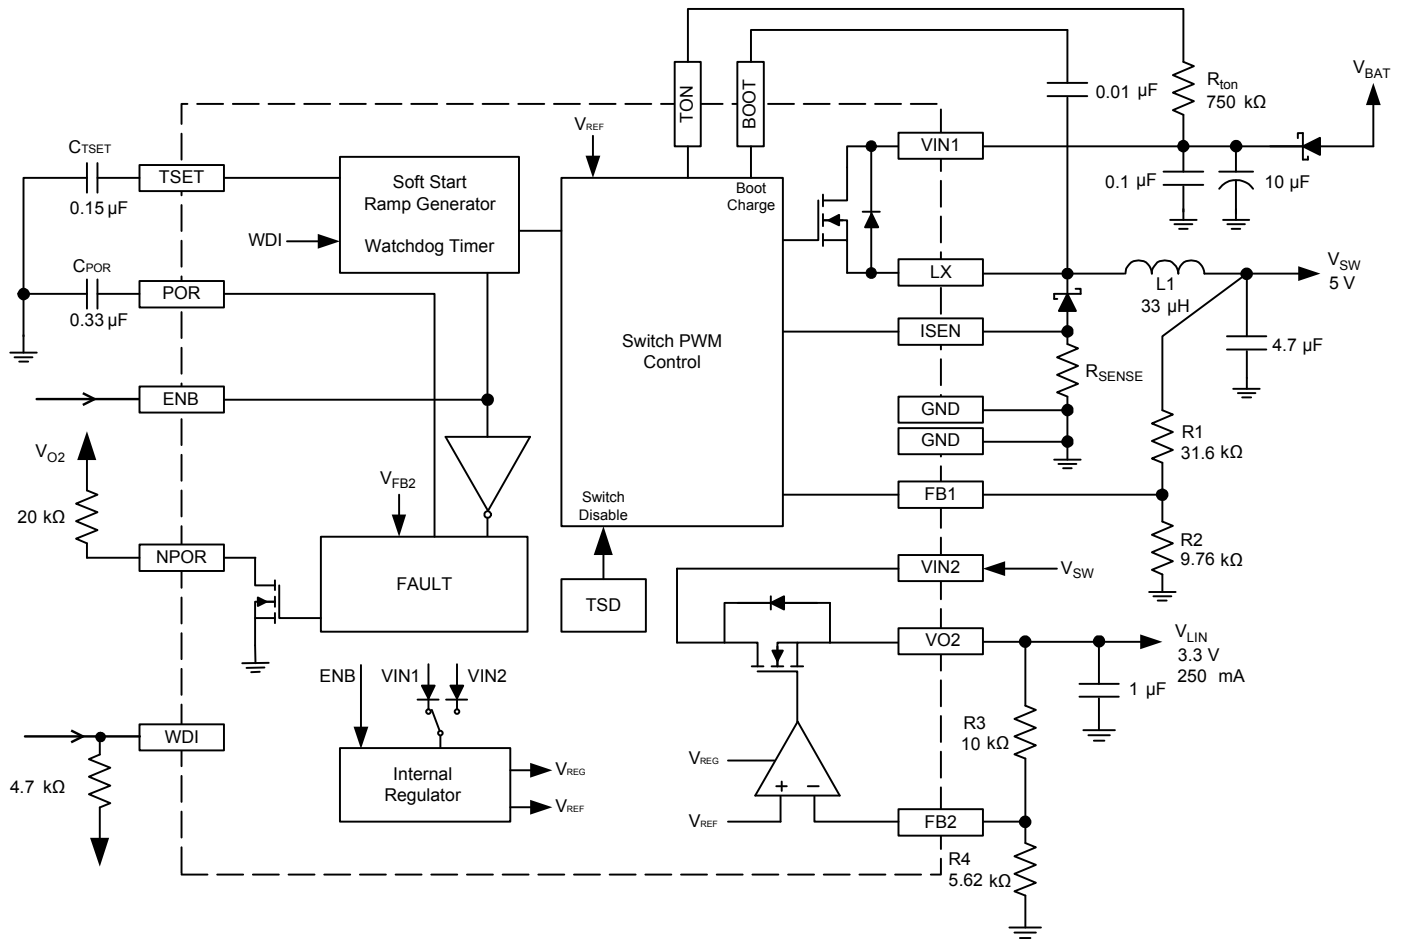 TON
BOOT
0.01 µF
Rton
750 kΩ
VBAT
VREF
CTSET
TSET
0.15 µF
Soft Start
Ramp Generator
Watchdog Timer
WDI
Boot
Charge
VIN1
0.1 µF
10 µF
CPOR
POR
0.33 µF
LX
L1
33 µH
VSW
5 V
Switch PWM
Control
ISEN
RSENSE
4.7 µF
ENB
GND
GND
R1
31.6 kΩ
VO2
20 kΩ
VFB2
Switch
Disable
FB1
NPOR
FAULT
TSD
VIN2
VSW
R2
9.76 kΩ
VO2
VLIN
3.3 V
250 mA
1 µF
ENB
VIN1
VIN2
WDI
4.7 kΩ
Internal
Regulator
VREG
VREF
VREG
+
–
VREF
R3
10 kΩ
FB2
R4
5.62 kΩ